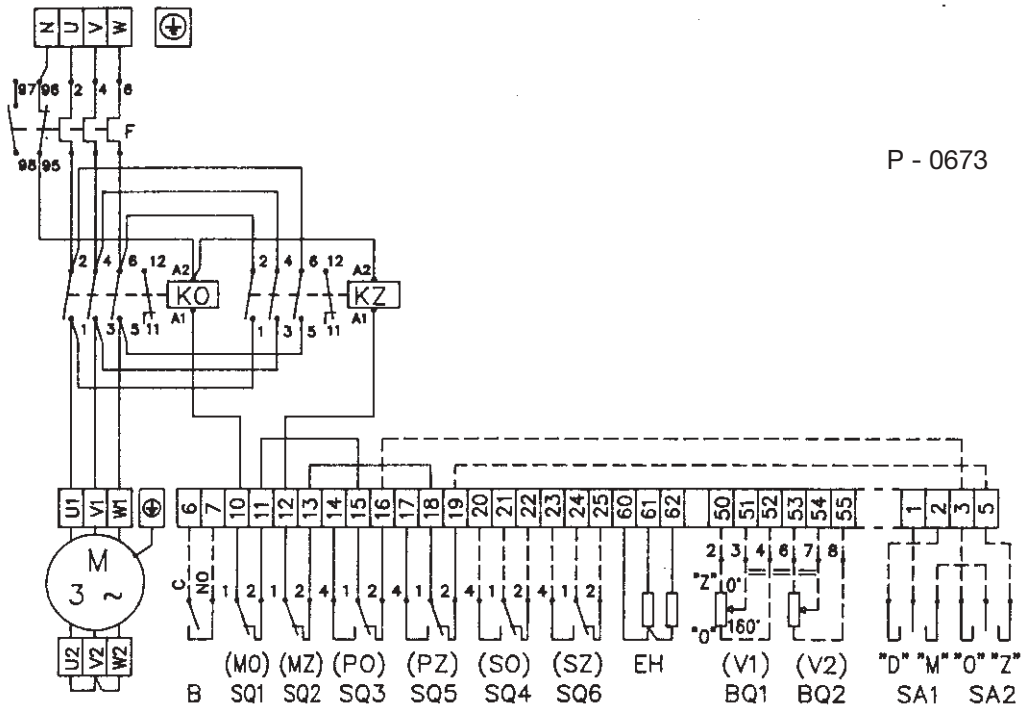 N U V W
97 96 2 4 6
F
98 95
P - 0673
2 4 6 12 A2 2 4 6 12 A2
KO KZ
1 3 5 11 A1 1 3 5 11 A1
U1 V1 W1 6 7 10 11 12 13 14 15 16 17 18 19 20 21 22 23 24 25 60 61 62 50 51 52 53 54 55 1 2 3 5
M
3 ~
2 3 4 6 7 8
C NO 1 2 1 2 4 1 2 4 1 2 4 1 2 4 1 2
"Z" 0°
"O" 160°
U2 V2 W2
(MO) (MZ) (PO) (PZ) (SO) (SZ) EH (V1) (V2) "D" "M" "O" "Z"
B SQ1 SQ2 SQ3 SQ5 SQ4 SQ6 BQ1 BQ2 SA1 SA2